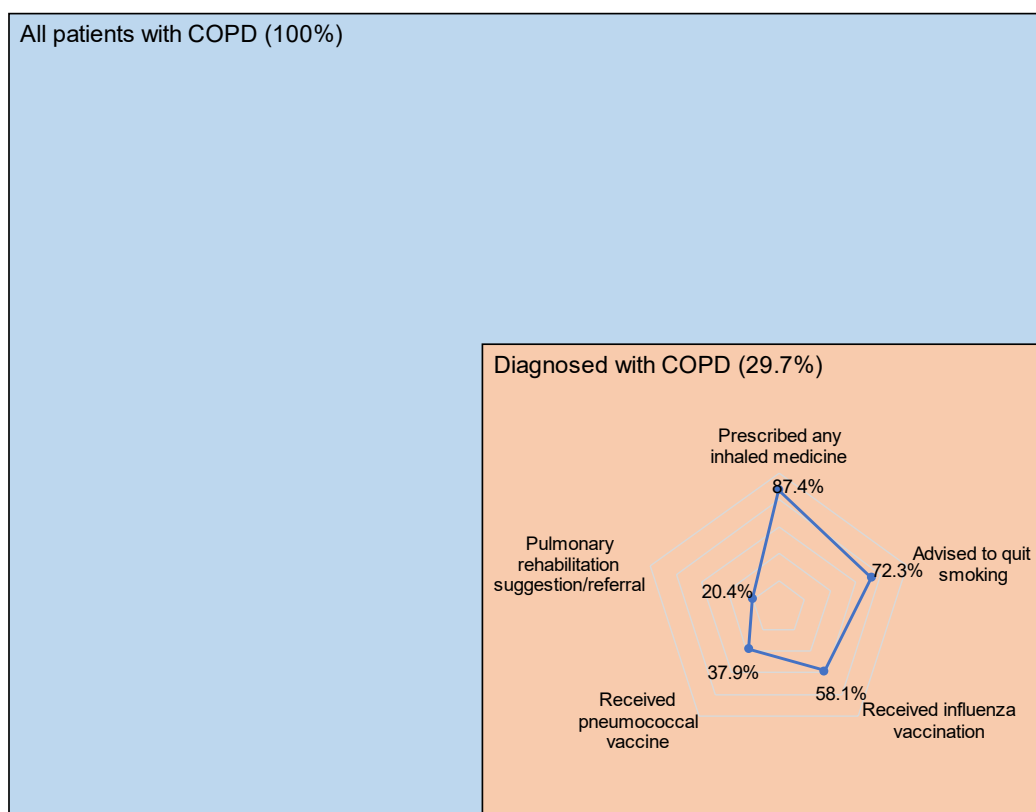 All patients with COPD (100%)
Diagnosed with COPD (29.7%)
Prescribed any
inhaled medicine
87.4%
Advised to quit
smoking
72.3%
Received influenza
vaccination
58.1%
Received
pneumococcal
vaccine
37.9%
Pulmonary
rehabilitation
suggestion/referral
20.4%